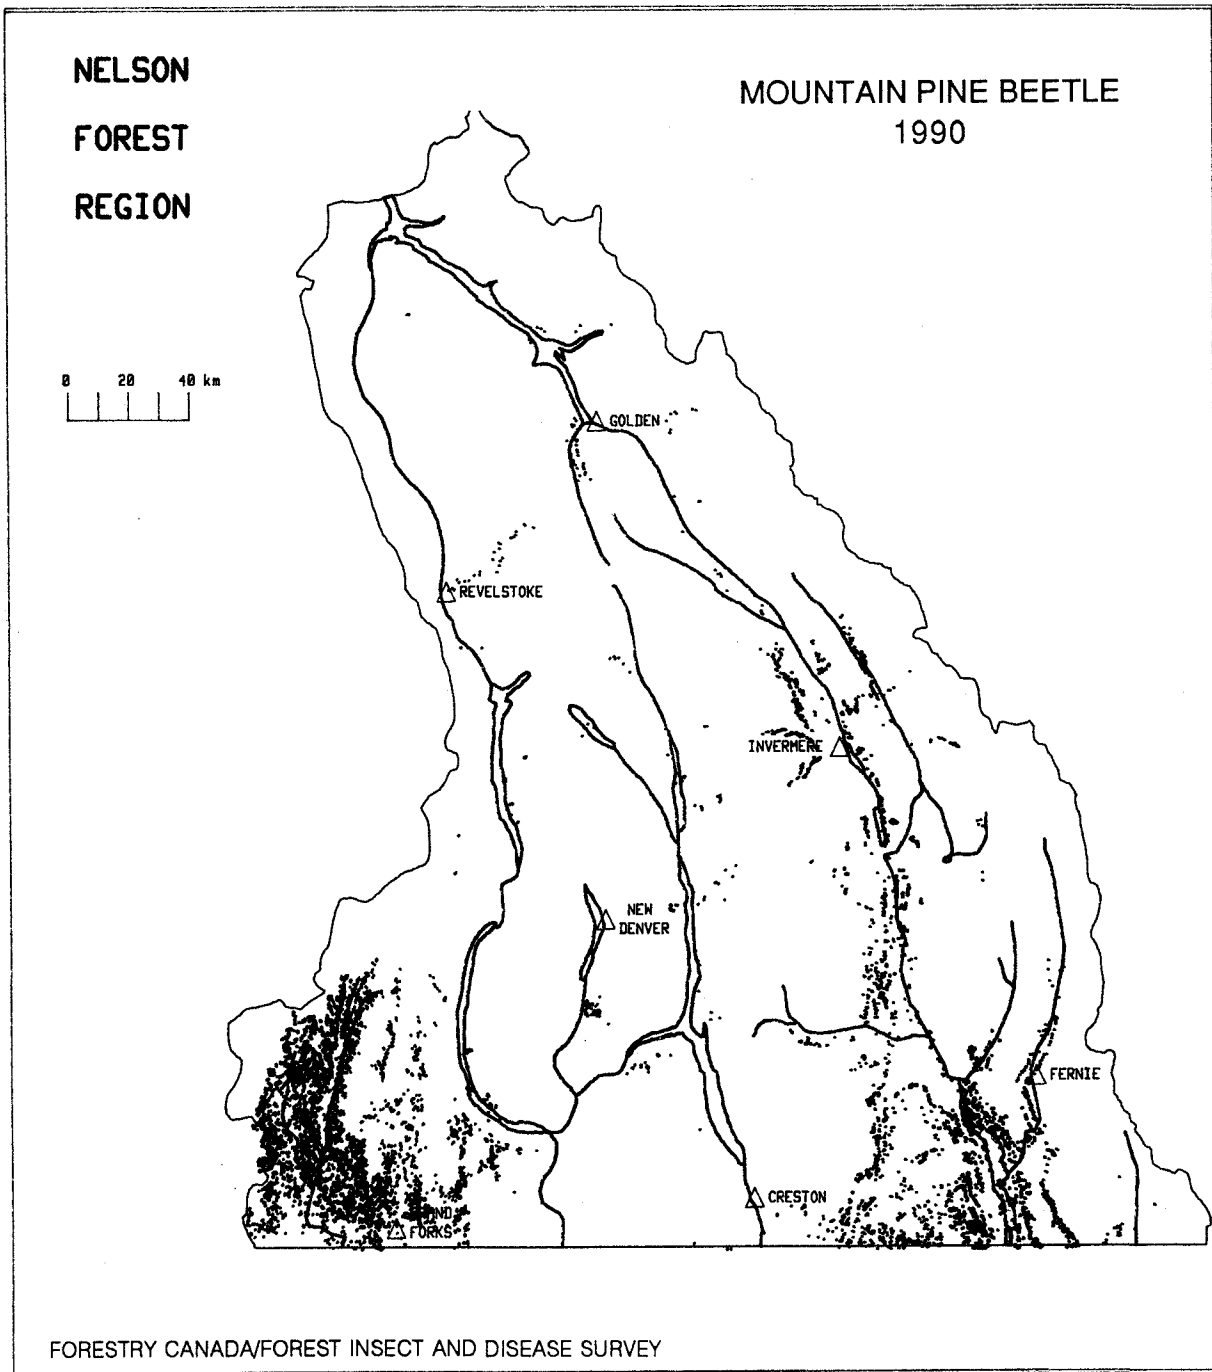 NELSON
FOREST
REGION
MOUNTAIN PINE BEETLE
1990
0 20 40 km
GOLDEN
REVELSTOKE
INVERMERE
NEW
DENVER
FERNIE
CRESTON
FORKS
FORESTRY CANADA/FOREST INSECT AND DISEASE SURVEY